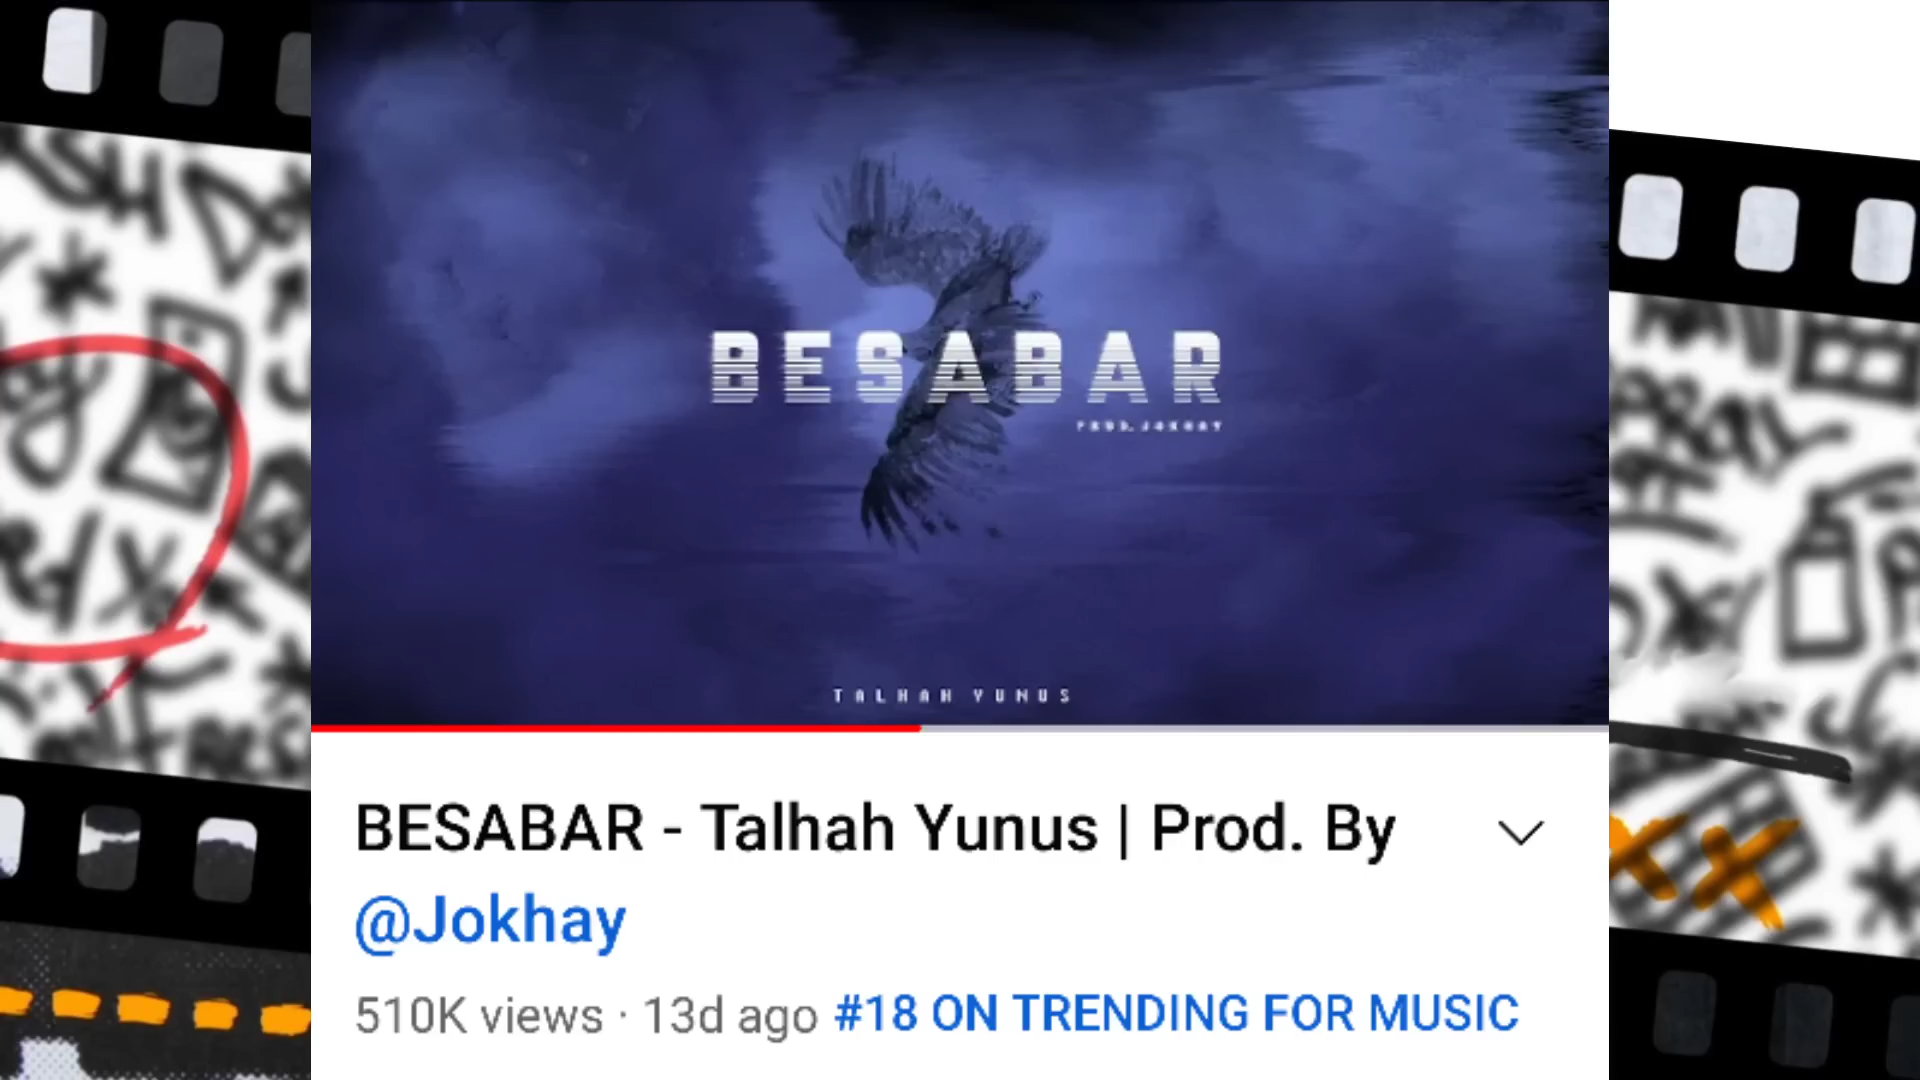 BESABAR
PROD. JOKHAY
TALHAH YUNUS
BESABAR - Talhah Yunus | Prod. By
@Jokhay
510K views · 13d ago #18 ON TRENDING FOR MUSIC